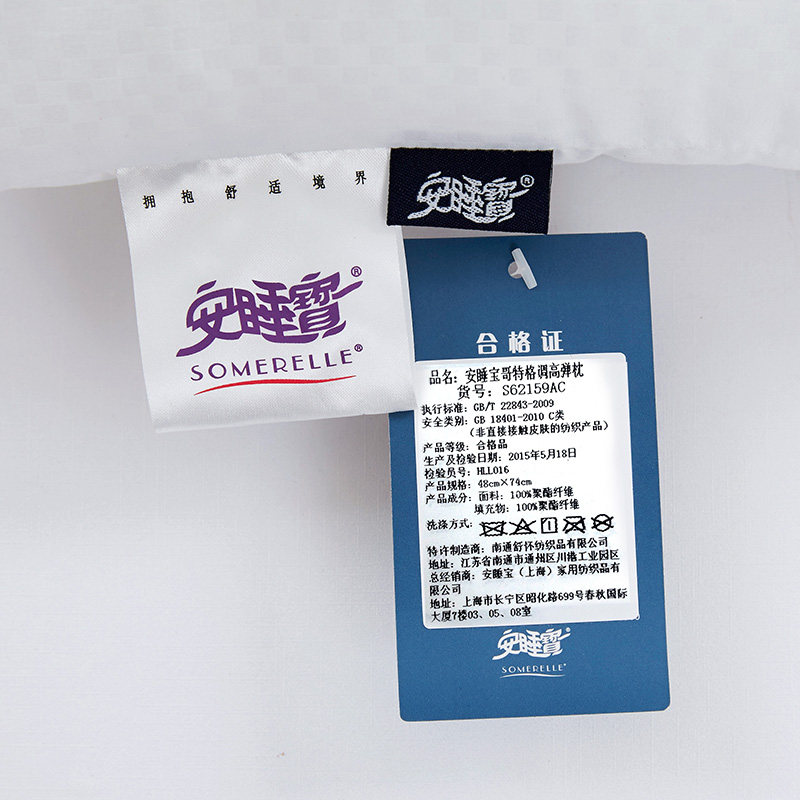 拥抱舒适境界
安睡寶®
安睡寶®
SOMERELLE®
合格证
品名：安睡宝哥特格调高弹枕
货号：S62159AC
执行标准：GB/T 22843-2009
安全类别：GB 18401-2010 C类
（非直接接触皮肤的纺织产品）
产品等级：合格品
生产及检验日期：2015年5月18日
检验员号：HLL016
产品规格：48cm×74cm
产品成分：面料：100%聚酯纤维
填充物：100%聚酯纤维
洗涤方式：
特许制造商：南通舒怀纺织品有限公司
地址：江苏省南通市通州区川港工业园区
总经销商：安睡宝（上海）家用纺织品有
限公司
地址：上海市长宁区昭化路699号春秋国际
大厦7楼03、05、08室
安睡寶®
SOMERELLE®